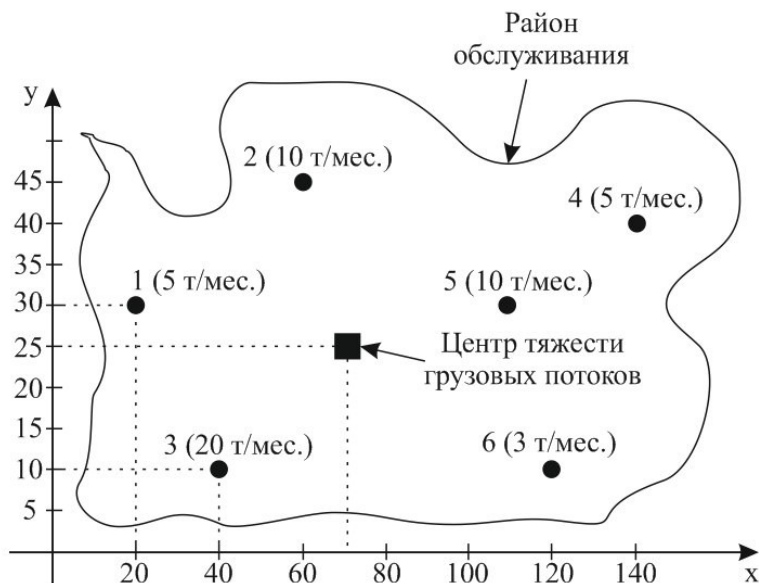 Район
обслуживания
y
2 (10 т/мес.)
45
4 (5 т/мес.)
40
35
1 (5 т/мес.)
5 (10 т/мес.)
30
25
Центр тяжести
грузовых потоков
20
15
3 (20 т/мес.)
6 (3 т/мес.)
10
5
20 40 60 80 100 120 140 x